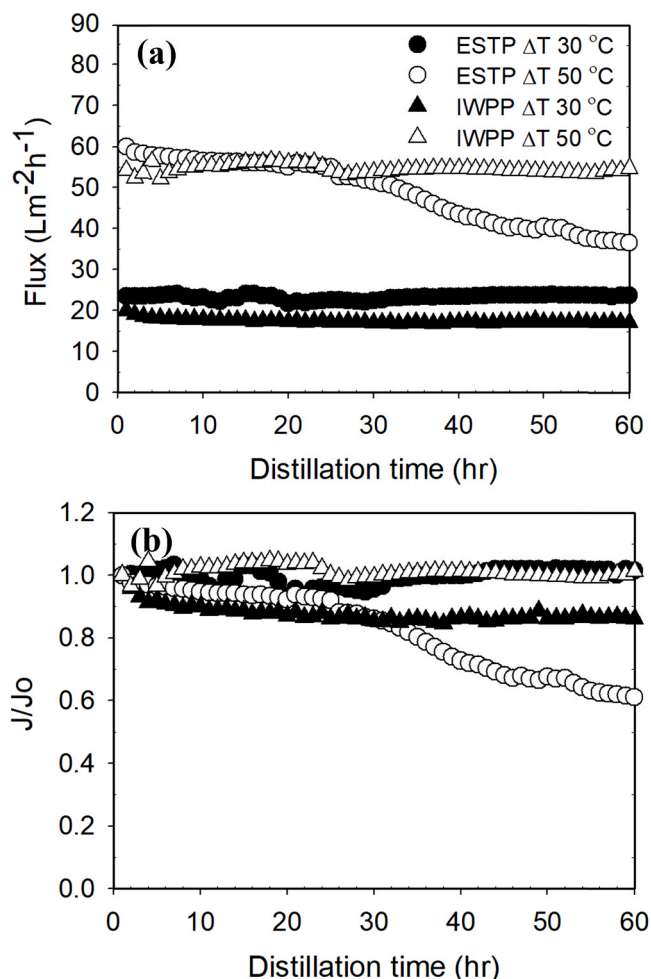 (a)
ESTP ΔT 30 °C
ESTP ΔT 50 °C
IWPP ΔT 30 °C
IWPP ΔT 50 °C
Flux (Lm-2h-1)
90
80
70
60
50
40
30
20
10
0
0 10 20 30 40 50 60
Distillation time (hr)
(b)
J/Jo
1.2
1.0
0.8
0.6
0.4
0.2
0.0
0 10 20 30 40 50 60
Distillation time (hr)